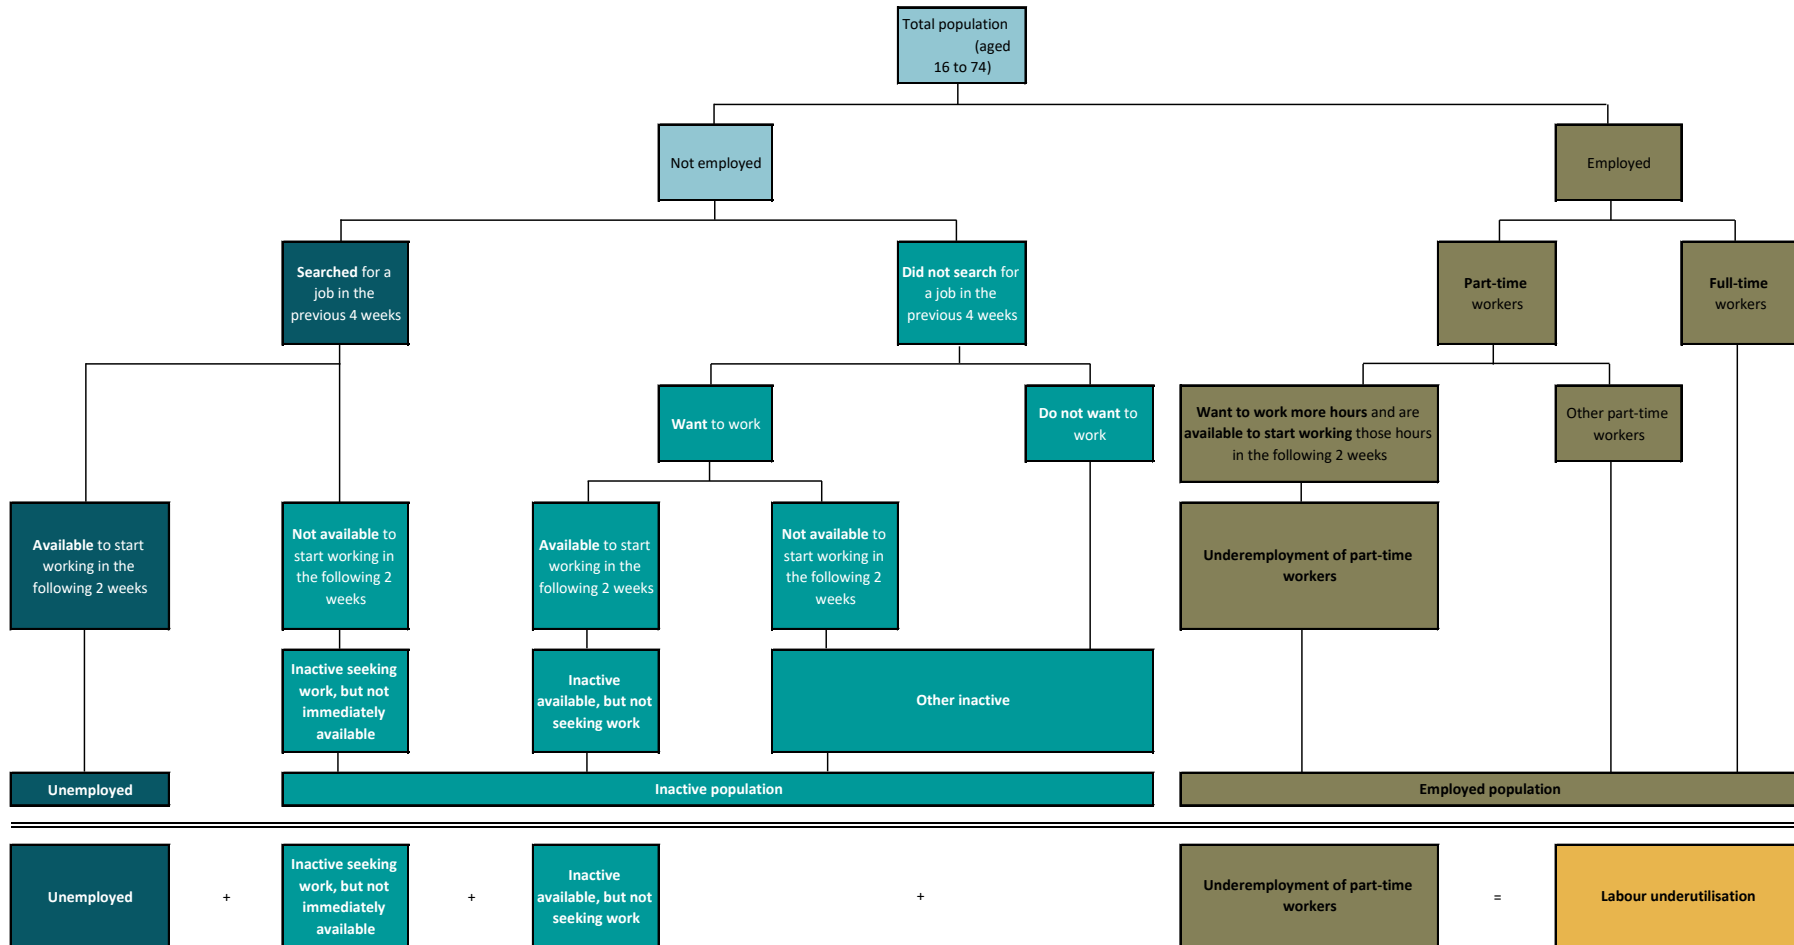 Total population
(aged
16 to 74)
Not employed
Employed
Searched for a
job in the
previous 4 weeks
Did not search for
a job in the
previous 4 weeks
Part-time
workers
Full-time
workers
Want to work
Do not want to
work
Want to work more hours and are
available to start working those hours
in the following 2 weeks
Other part-time
workers
Available to start
working in the
following 2 weeks
Not available to
start working in
the following 2
weeks
Available to start
working in the
following 2 weeks
Not available to
start working in
the following 2
weeks
Underemployment of part-time
workers
Inactive seeking
work, but not
immediately
available
Inactive
available, but not
seeking work
Other inactive
Unemployed
Inactive population
Employed population
Unemployed
+
Inactive seeking
work, but not
immediately
available
+
Inactive
available, but not
seeking work
+
Underemployment of part-time
workers
=
Labour underutilisation